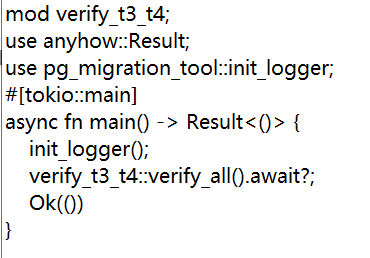 mod verify_t3_t4;
use anyhow::Result;
use pg_migration_tool::init_logger;
#[tokio::main]
async fn main() -> Result<()> {
    init_logger();
    verify_t3_t4::verify_all().await?;
    Ok(())
}